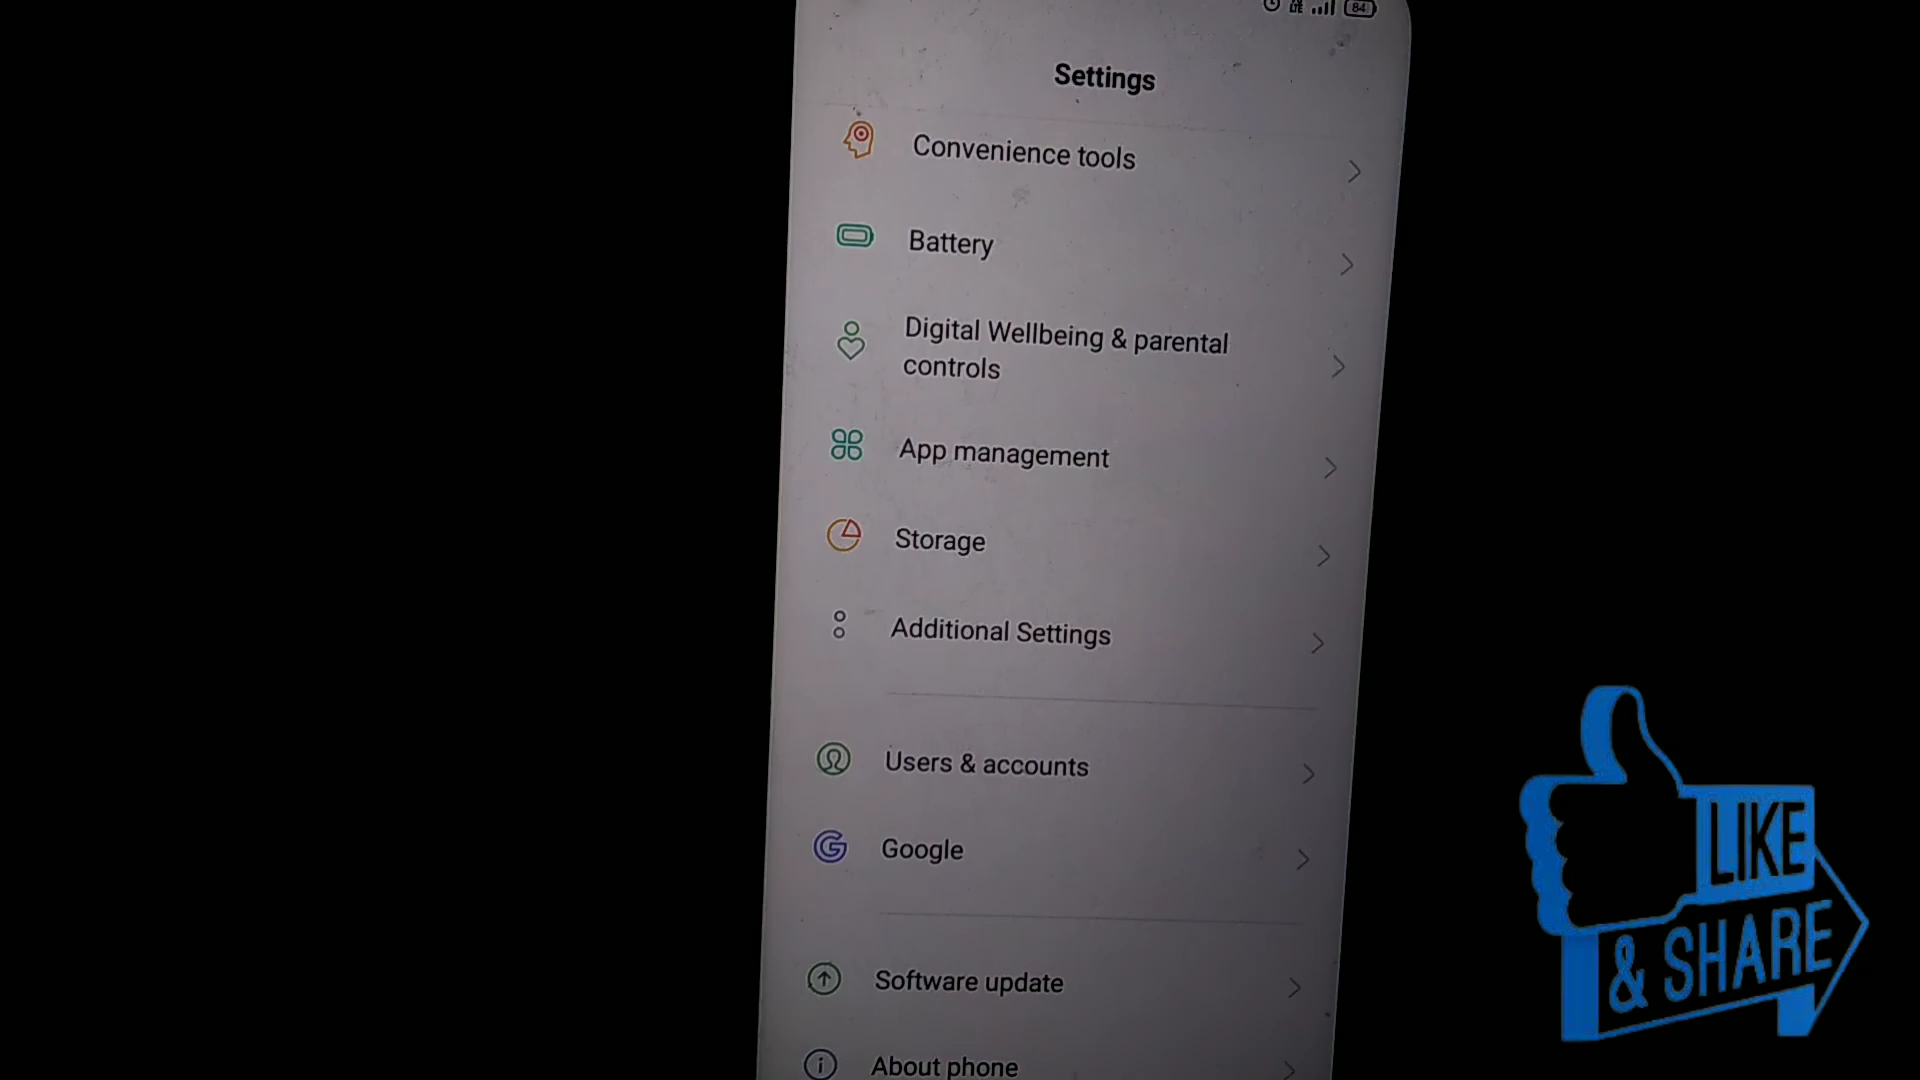 84
Settings
Convenience tools
Battery
Digital Wellbeing & parental
controls
App management
Storage
Additional Settings
Users & accounts
Google
Software update
About phone
LIKE
& SHARE